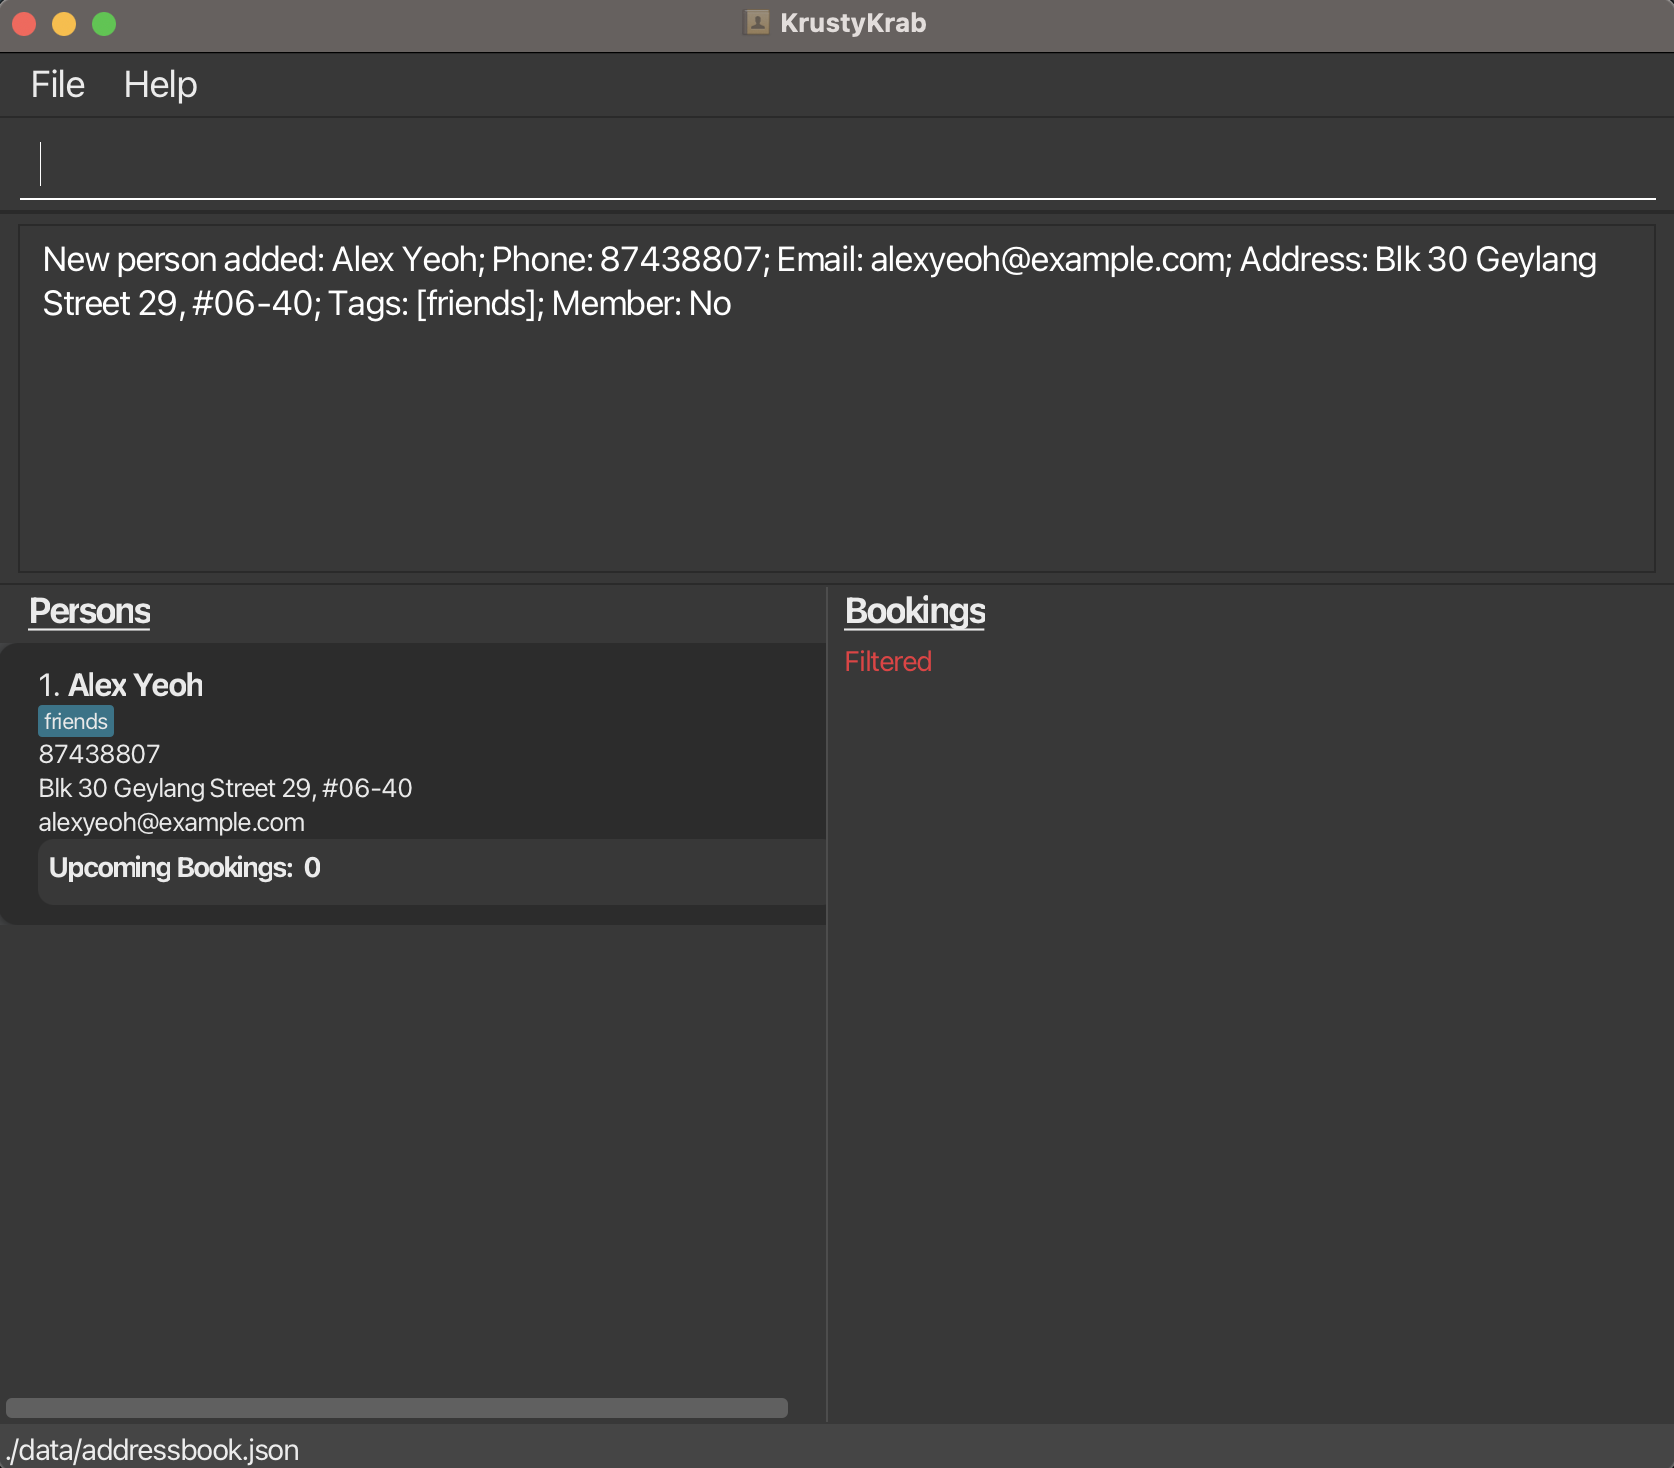 KrustyKrab
File Help
New person added: Alex Yeoh; Phone: 87438807; Email: alexyeoh@example.com; Address: Blk 30 Geylang
Street 29, #06-40; Tags: [friends]; Member: No
Persons
1. Alex Yeoh
friends
87438807
Blk 30 Geylang Street 29, #06-40
alexyeoh@example.com
Upcoming Bookings: 0
Bookings
Filtered
./data/addressbook.json